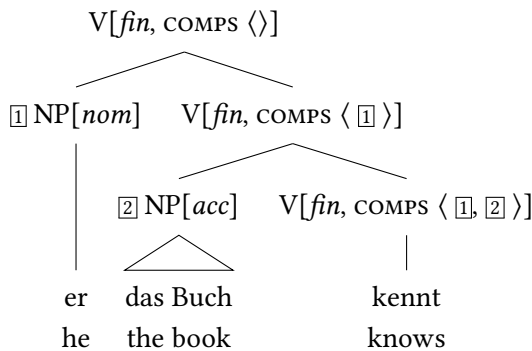 V[fin, COMPS ⟨⟩]
1 NP[nom] V[fin, COMPS ⟨ 1 ⟩]
2 NP[acc] V[fin, COMPS ⟨ 1, 2 ⟩]
er das Buch kennt
he the book knows